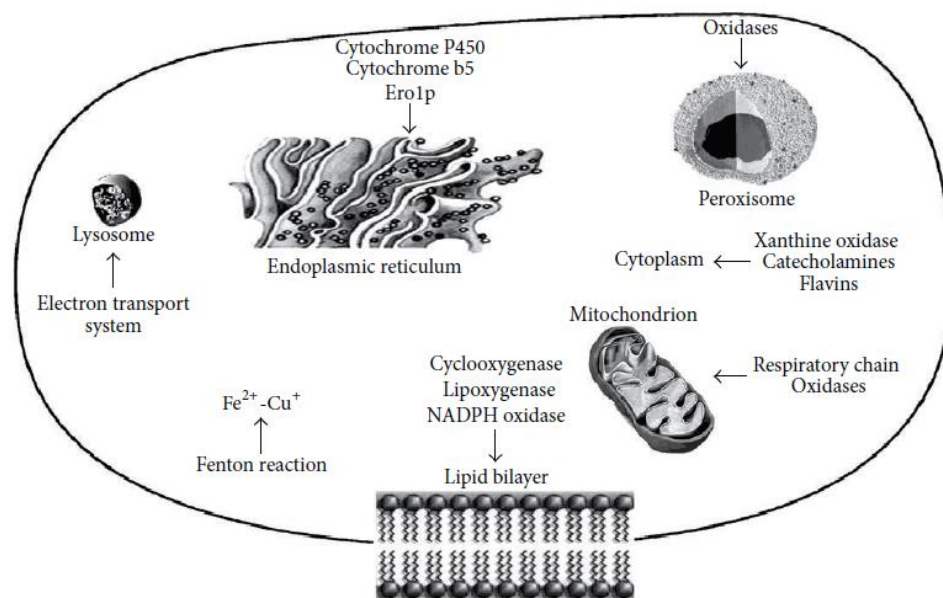 Cytochrome P450
Cytochrome b5
Ero1p
Endoplasmic reticulum
Oxidases
Peroxisome
Lysosome
Electron transport
system
Cytoplasm
Xanthine oxidase
Catecholamines
Flavins
Mitochondrion
Respiratory chain
Oxidases
Cyclooxygenase
Lipoxygenase
NADPH oxidase
Lipid bilayer
Fe²⁺-Cu⁺
Fenton reaction